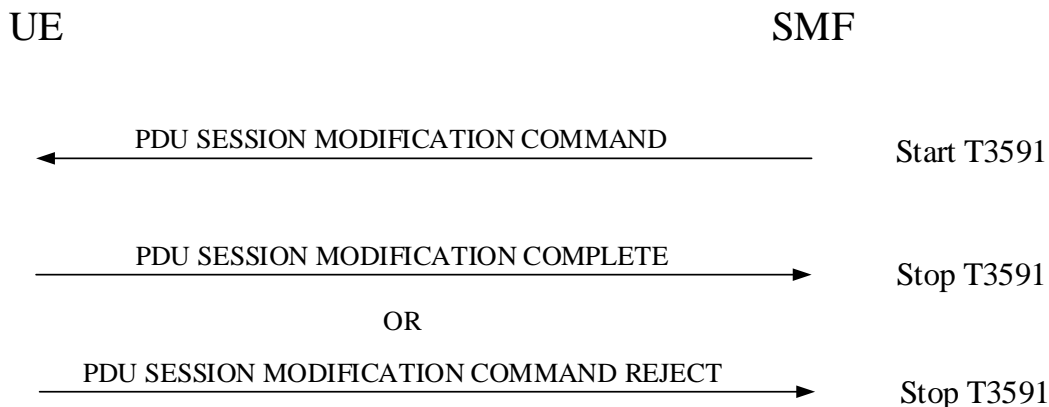 UE SMF
PDU SESSION MODIFICATION COMMAND Start T3591
PDU SESSION MODIFICATION COMPLETE Stop T3591
OR
PDU SESSION MODIFICATION COMMAND REJECT Stop T3591